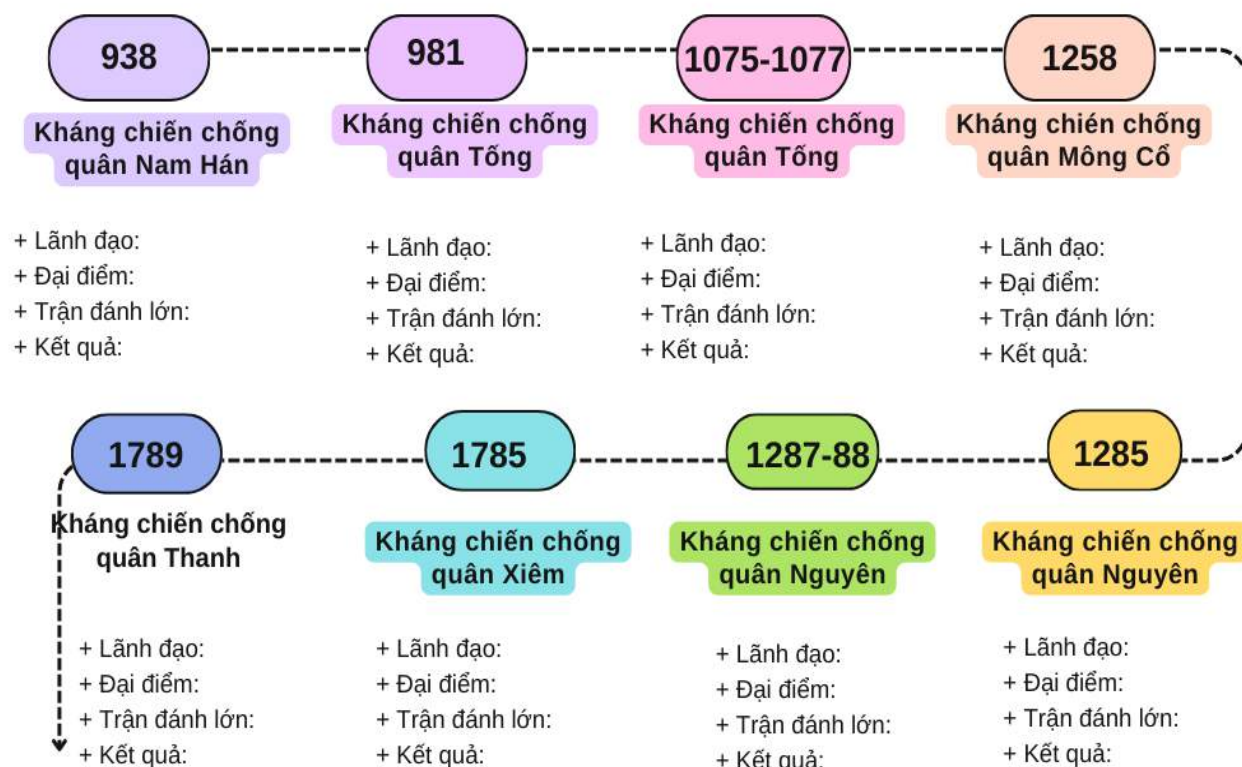 938
Kháng chiến chống
quân Nam Hán
+ Lãnh đạo:
+ Đại điểm:
+ Trận đánh lớn:
+ Kết quả:
981
Kháng chiến chống
quân Tống
+ Lãnh đạo:
+ Đại điểm:
+ Trận đánh lớn:
+ Kết quả:
1075-1077
Kháng chiến chống
quân Tống
+ Lãnh đạo:
+ Đại điểm:
+ Trận đánh lớn:
+ Kết quả:
1258
Kháng chién chống
quân Mông Cổ
+ Lãnh đạo:
+ Đại điểm:
+ Trận đánh lớn:
+ Kết quả:
1789
Kháng chiến chống
quân Thanh
+ Lãnh đạo:
+ Đại điểm:
+ Trận đánh lớn:
+ Kết quả:
1785
Kháng chiến chống
quân Xiêm
+ Lãnh đạo:
+ Đại điểm:
+ Trận đánh lớn:
+ Kết quả:
1287-88
Kháng chiến chống
quân Nguyên
+ Lãnh đạo:
+ Đại điểm:
+ Trận đánh lớn:
+ Kết quả:
1285
Kháng chiến chống
quân Nguyên
+ Lãnh đạo:
+ Đại điểm:
+ Trận đánh lớn:
+ Kết quả: